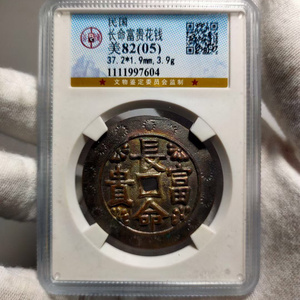 民国
长命富贵花钱
美82(05)
37.2*1.9mm,3.9g
1111997604
文物鉴定委员会监制
長命富貴